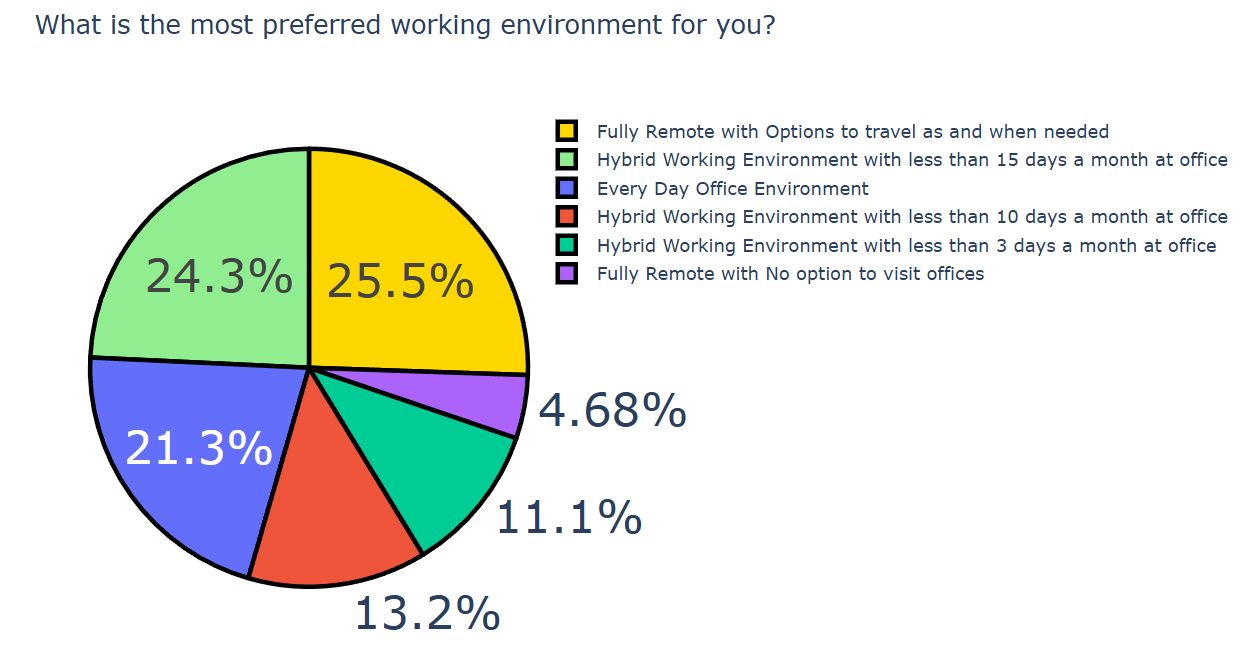 What is the most preferred working environment for you?
Fully Remote with Options to travel as and when needed
Hybrid Working Environment with less than 15 days a month at office
Every Day Office Environment
Hybrid Working Environment with less than 10 days a month at office
Hybrid Working Environment with less than 3 days a month at office
Fully Remote with No option to visit offices
24.3%
25.5%
4.68%
21.3%
11.1%
13.2%